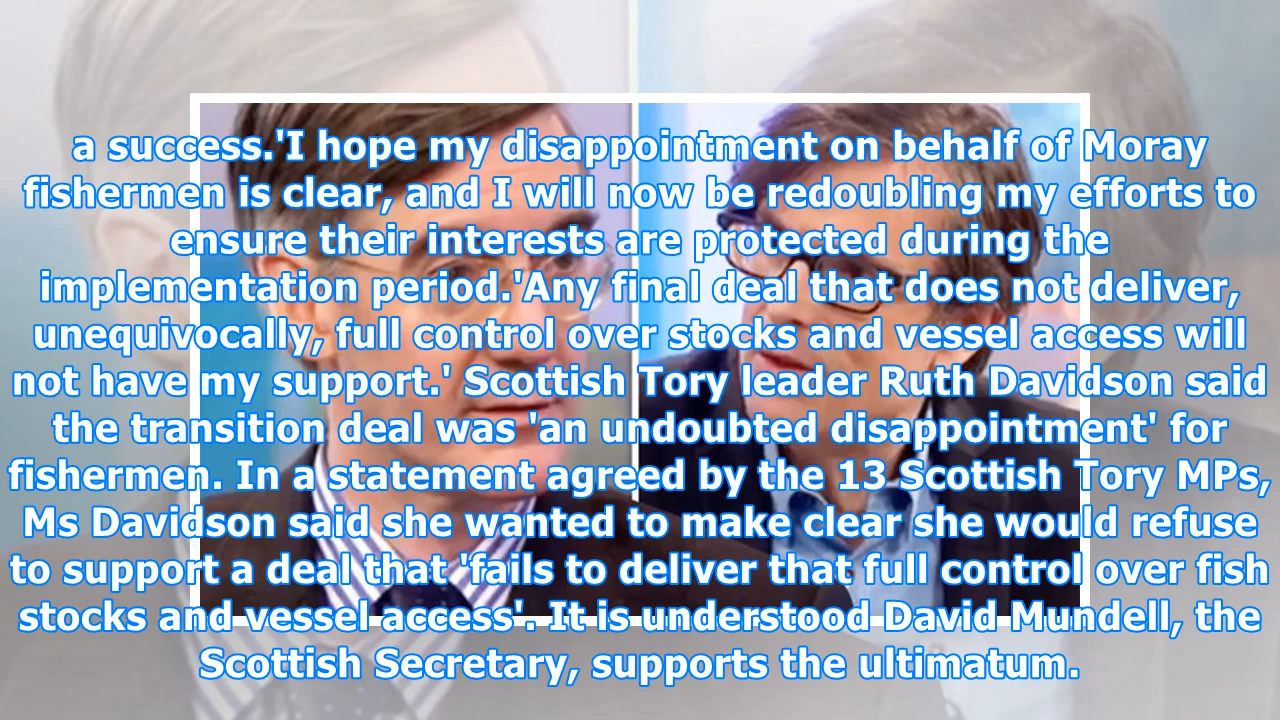 a success.'I hope my disappointment on behalf of Moray
fishermen is clear, and I will now be redoubling my efforts to
ensure their interests are protected during the
implementation period.'Any final deal that does not deliver,
unequivocally, full control over stocks and vessel access will
not have my support.' Scottish Tory leader Ruth Davidson said
the transition deal was 'an undoubted disappointment' for
fishermen. In a statement agreed by the 13 Scottish Tory MPs,
Ms Davidson said she wanted to make clear she would refuse
to support a deal that 'fails to deliver that full control over fish
stocks and vessel access'. It is understood David Mundell, the
Scottish Secretary, supports the ultimatum.